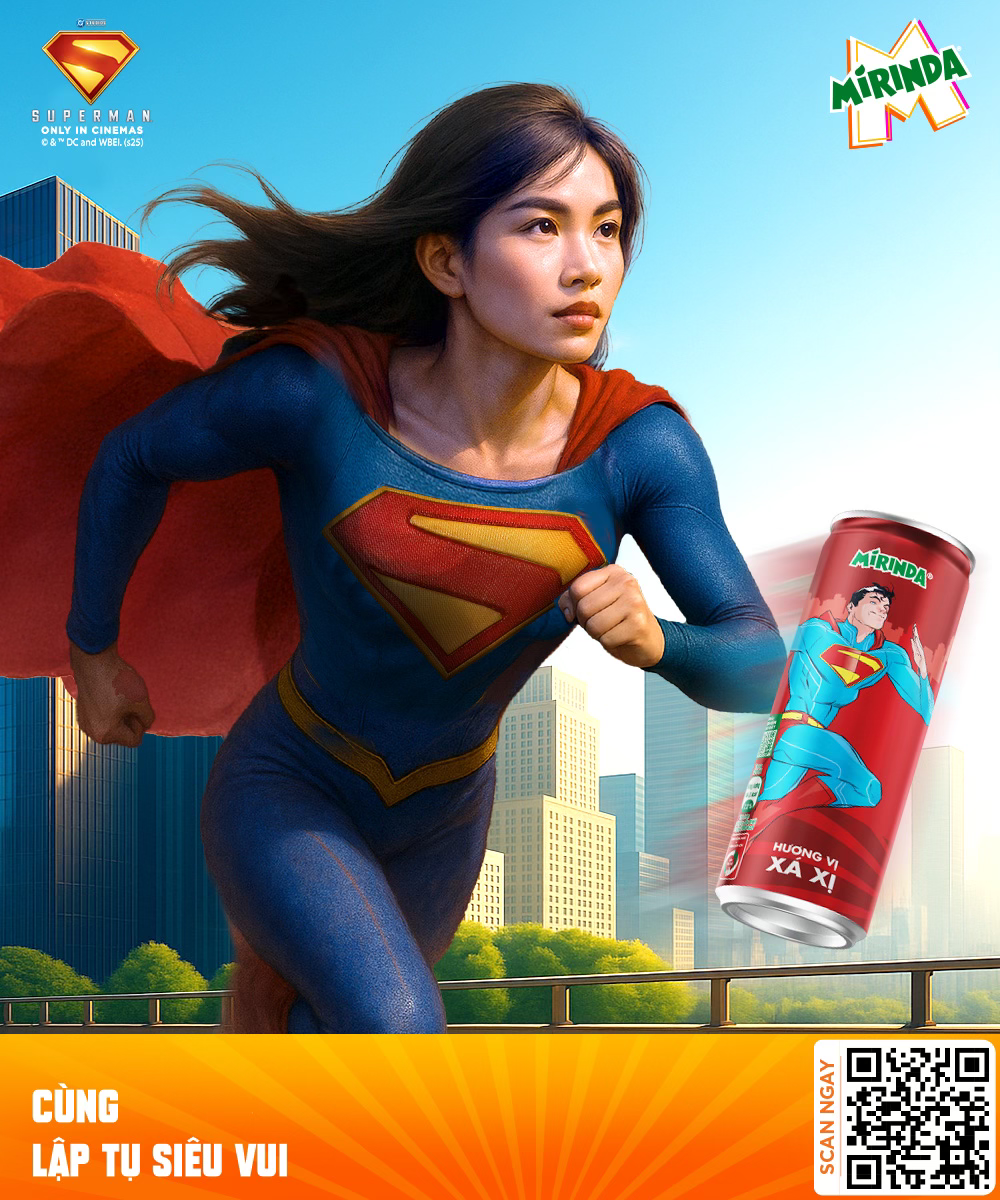 SUPERMAN
ONLY IN CINEMAS
© & ™ DC and WBEI. (s25)
MiRINDA
MiRINDA®
HƯƠNG VỊ
XÁ XỊ
CÙNG
LẬP TỤ SIÊU VUI
SCAN NGAY